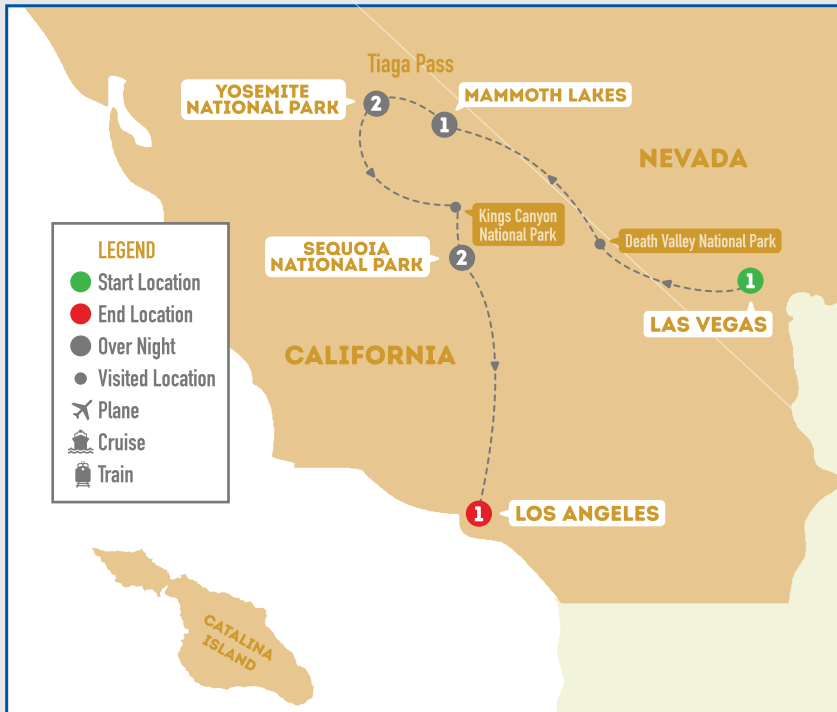 Tiaga Pass
YOSEMITE
NATIONAL PARK
2
1
MAMMOTH LAKES
NEVADA
Kings Canyon
National Park
Death Valley National Park
SEQUOIA
NATIONAL PARK
2
1
LAS VEGAS
CALIFORNIA
LEGEND
Start Location
End Location
Over Night
Visited Location
Plane
Cruise
Train
1
LOS ANGELES
CATALINA
ISLAND